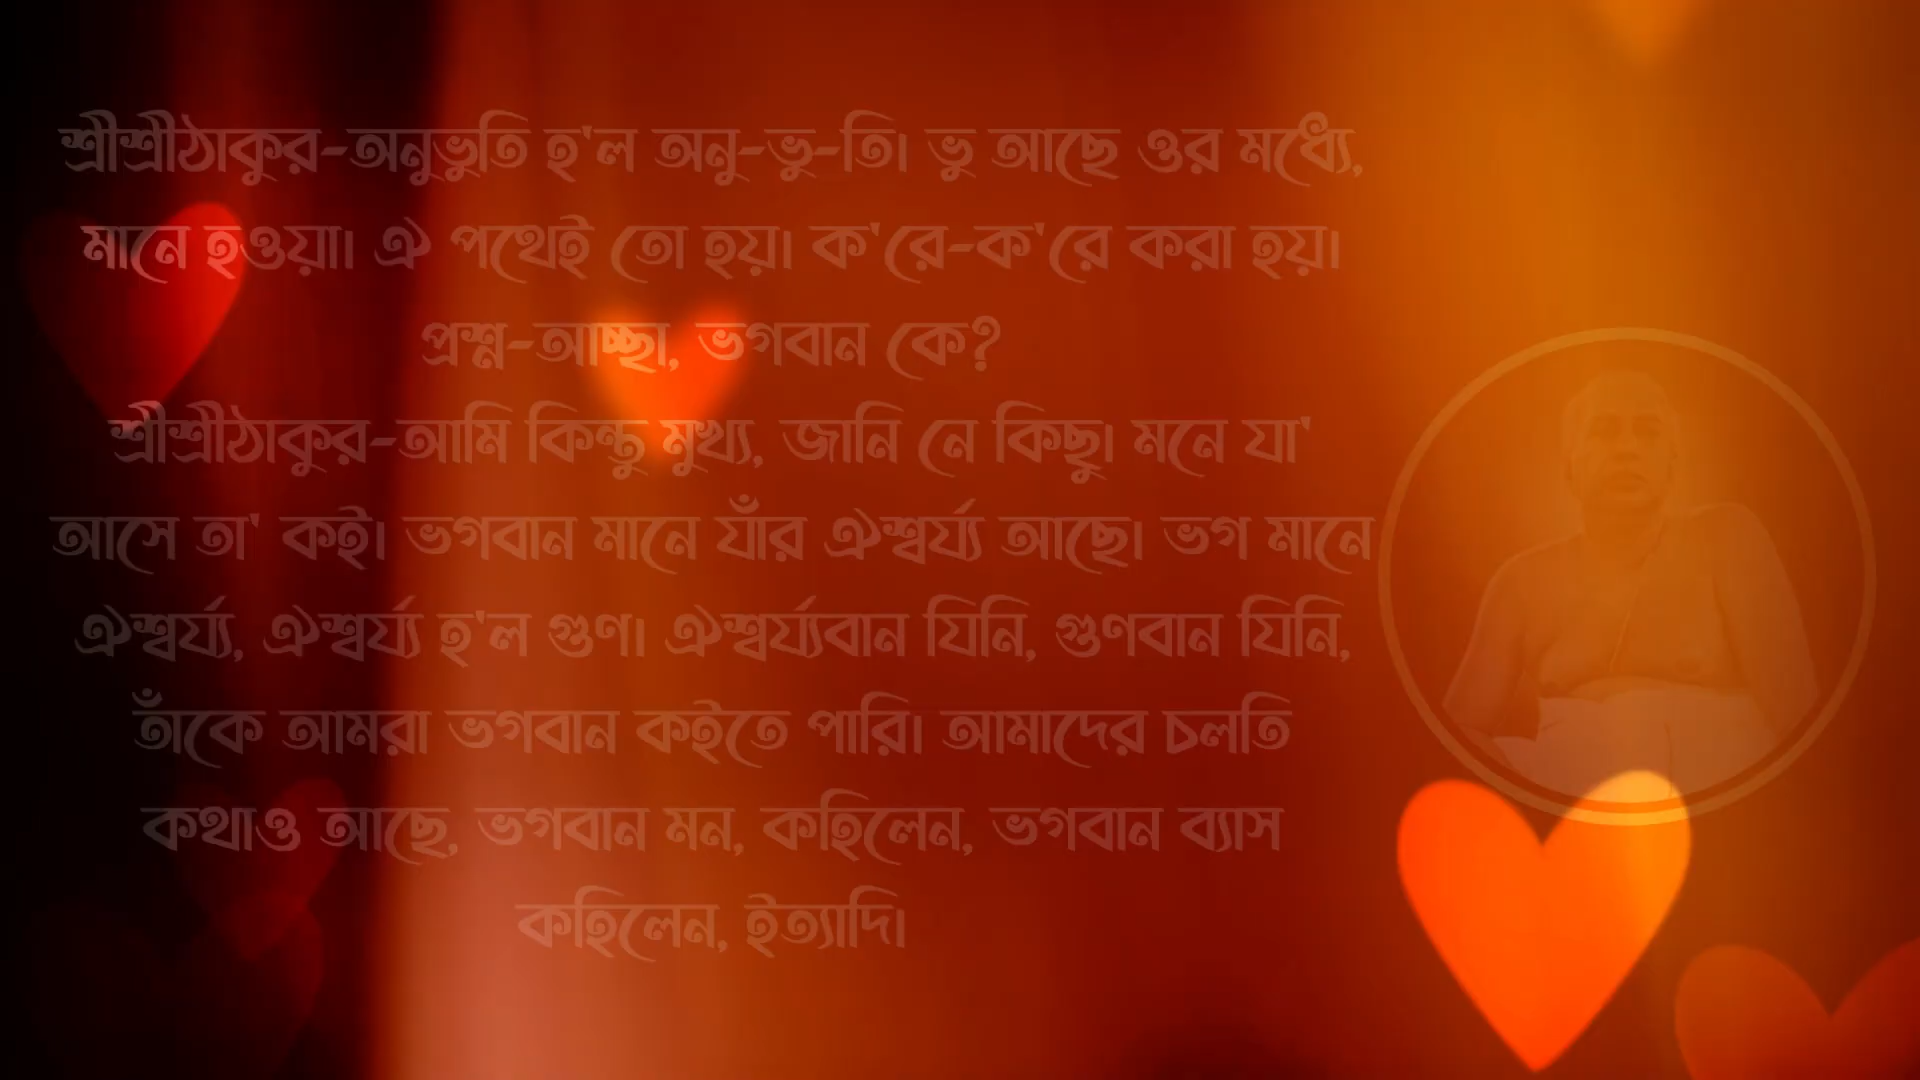 শ্রীশ্রীঠাকুর-অনুভুতি হ'ল অনু-ভু-তি। ভু আছে ওর মধ্যে,
মানে হওয়া। ঐ পথেই তো হয়। ক'রে-ক'রে করা হয়।
প্রশ্ন-আচ্ছা, ভগবান কে?
শ্রীশ্রীঠাকুর-আমি কিন্তু মুখ্য, জানি নে কিছু। মনে যা'
আসে তা' কই। ভগবান মানে যাঁর ঐশ্বর্য্য আছে। ভগ মানে
ঐশ্বর্য্য, ঐশ্বর্য্য হ'ল গুণ। ঐশ্বর্য্যবান যিনি, গুণবান যিনি,
তাঁকে আমরা ভগবান কইতে পারি। আমাদের চলতি
কথাও আছে, ভগবান মন, কহিলেন, ভগবান ব্যাস
কহিলেন, ইত্যাদি।